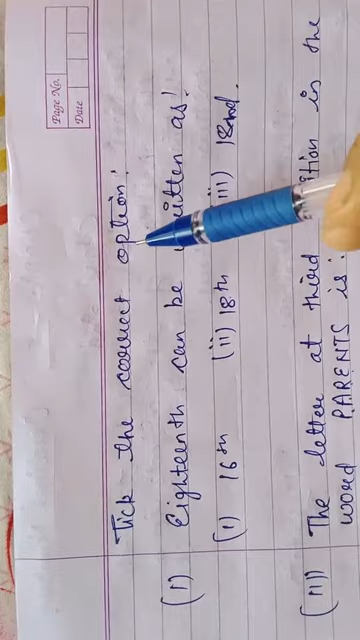 Page No.
Date
Tick the correct option:
(I) Eighteenth can be written as:
(i) 16th (ii) 18th (iii) 18nd.
(II) The letter at third in the
word PARENTS is: